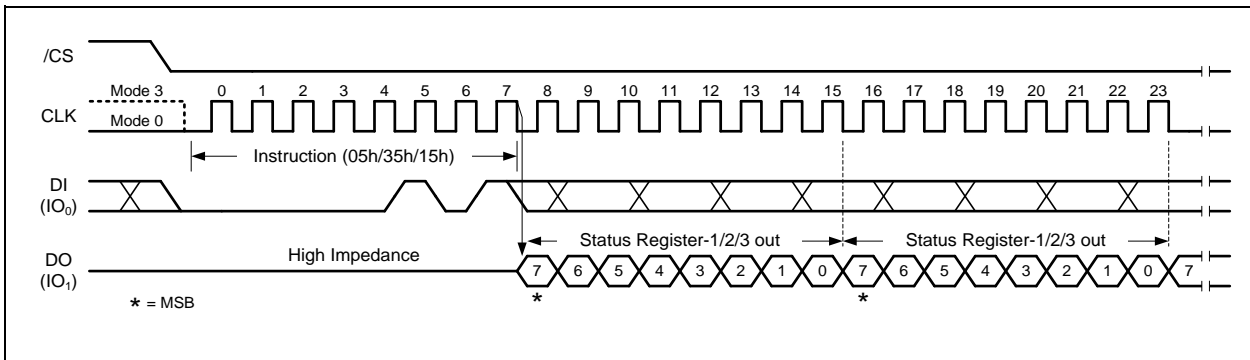 /CS
Mode 3
0 1 2 3 4 5 6 7 8 9 10 11 12 13 14 15 16 17 18 19 20 21 22 23
CLK
Mode 0
Instruction (05h/35h/15h)
DI
(IO0)
Status Register-1/2/3 out Status Register-1/2/3 out
High Impedance
DO
(IO1)
7 6 5 4 3 2 1 0 7 6 5 4 3 2 1 0 7
* *
* = MSB